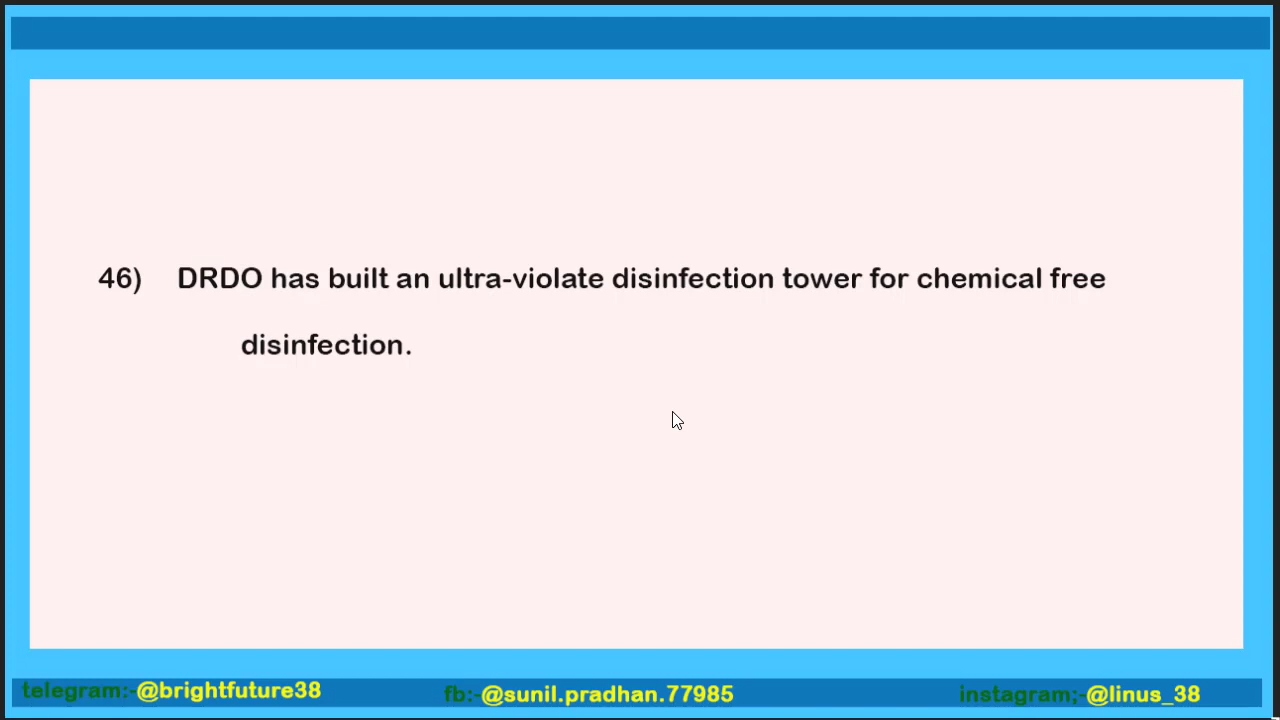 46) DRDO has built an ultra-violate disinfection tower for chemical free
disinfection.
telegram:-@brightfuture38 fb:-@sunil.pradhan.77985 instagram;-@linus_38